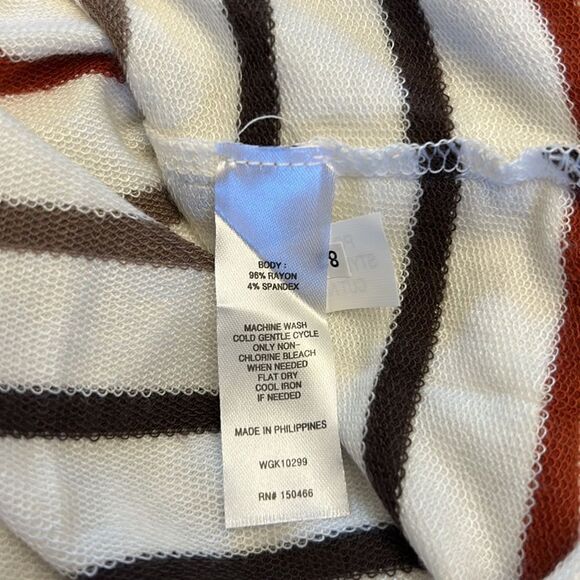 BODY :
96% RAYON
4% SPANDEX
MACHINE WASH
COLD GENTLE CYCLE
ONLY NON-
CHLORINE BLEACH
WHEN NEEDED
FLAT DRY
COOL IRON
IF NEEDED
MADE IN PHILIPPINES
WGK10299
RN# 150466
8